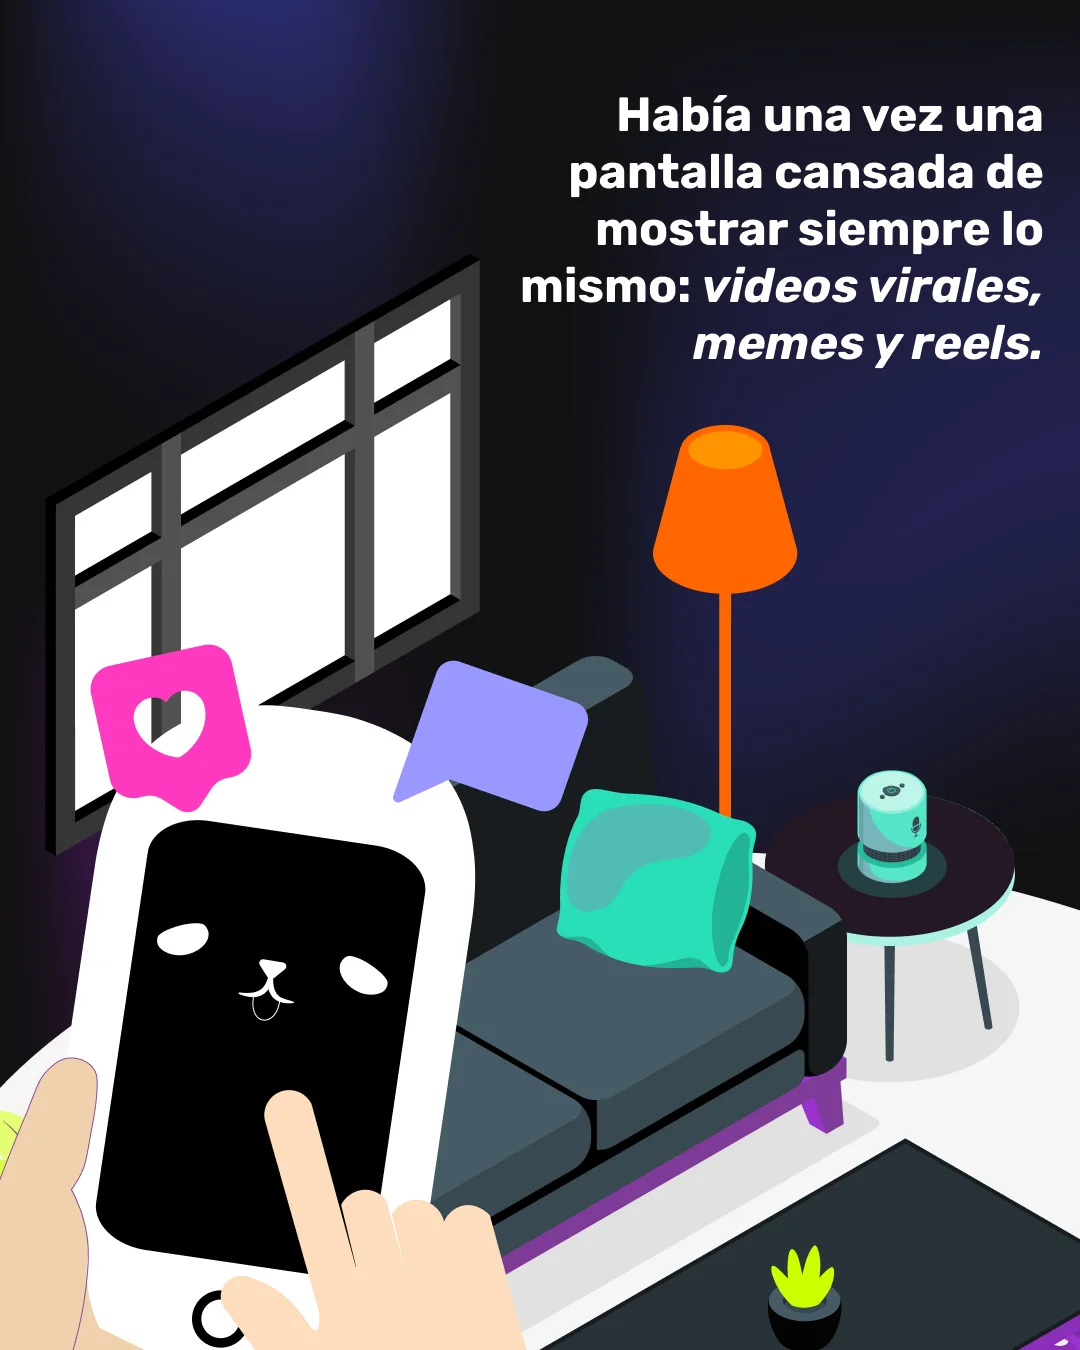 Había una vez una
pantalla cansada de
mostrar siempre lo
mismo: videos virales,
memes y reels.